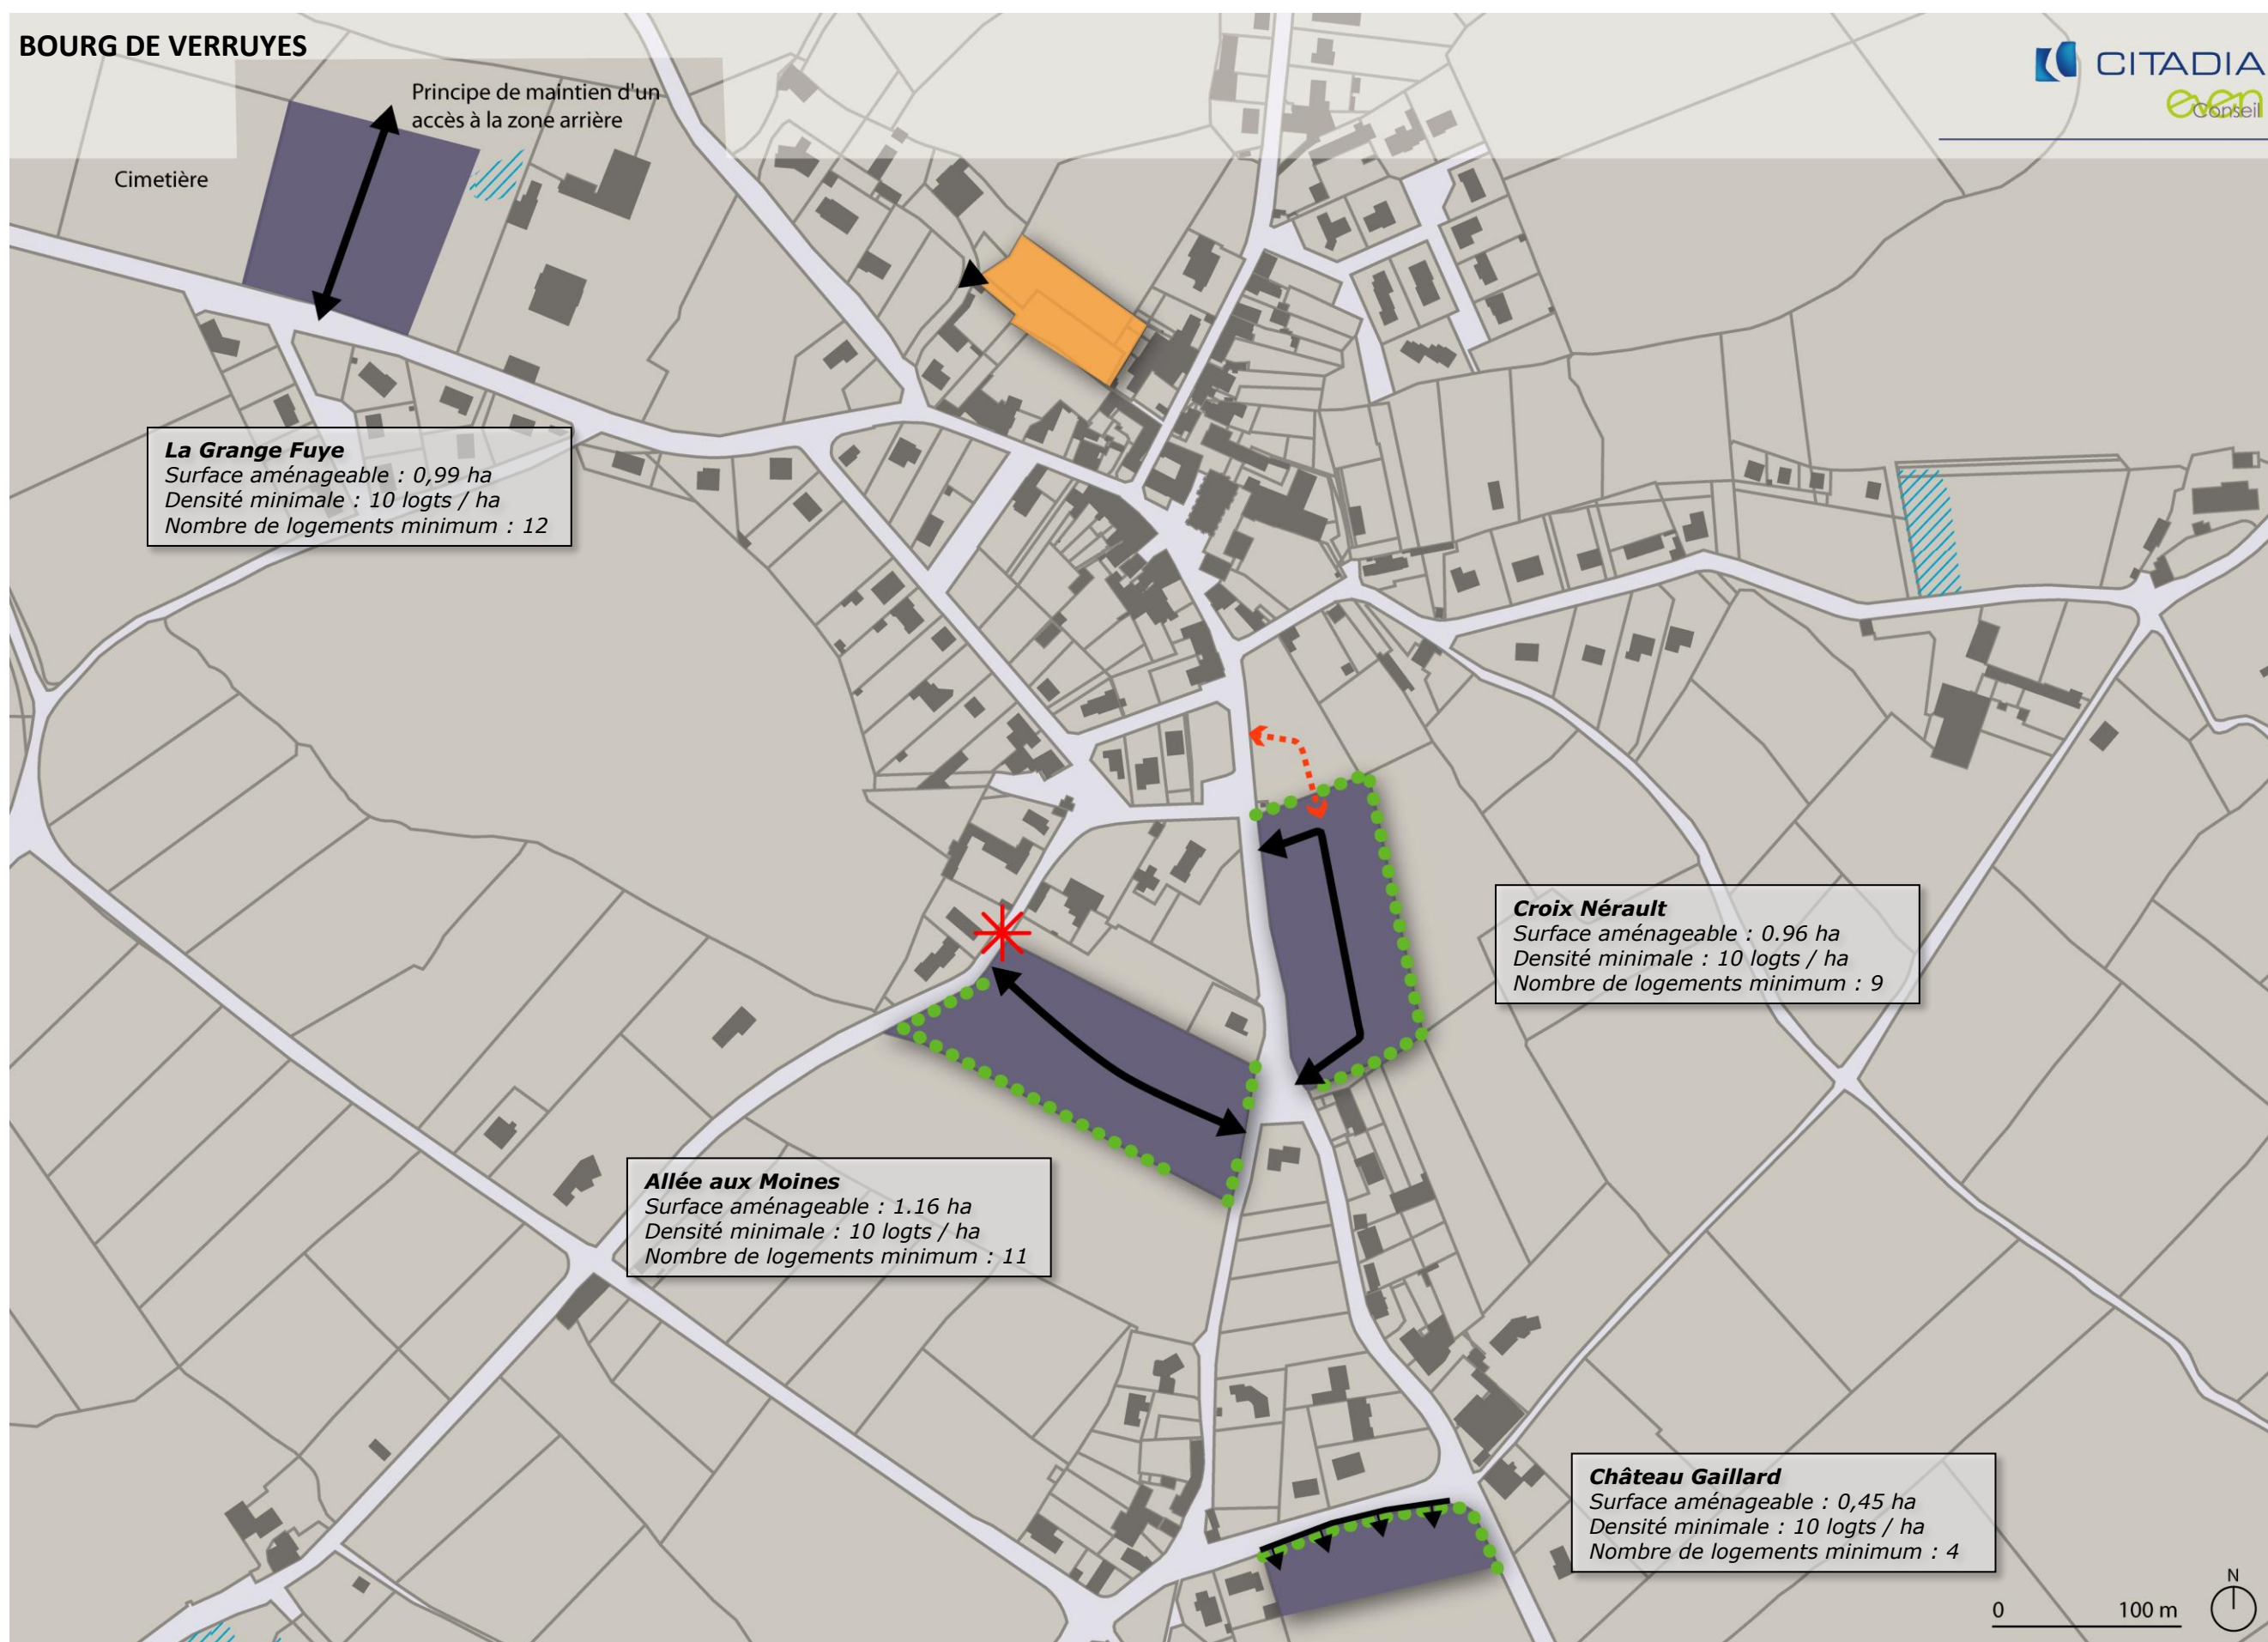 BOURG DE VERRUYES
CITADIA
even
Conseil
Principe de maintien d'un
accès à la zone arrière
Cimetière
La Grange Fuye
Surface aménageable : 0,99 ha
Densité minimale : 10 logts / ha
Nombre de logements minimum : 12
Croix Nérault
Surface aménageable : 0.96 ha
Densité minimale : 10 logts / ha
Nombre de logements minimum : 9
Allée aux Moines
Surface aménageable : 1.16 ha
Densité minimale : 10 logts / ha
Nombre de logements minimum : 11
Château Gaillard
Surface aménageable : 0,45 ha
Densité minimale : 10 logts / ha
Nombre de logements minimum : 4
N
0 100 m